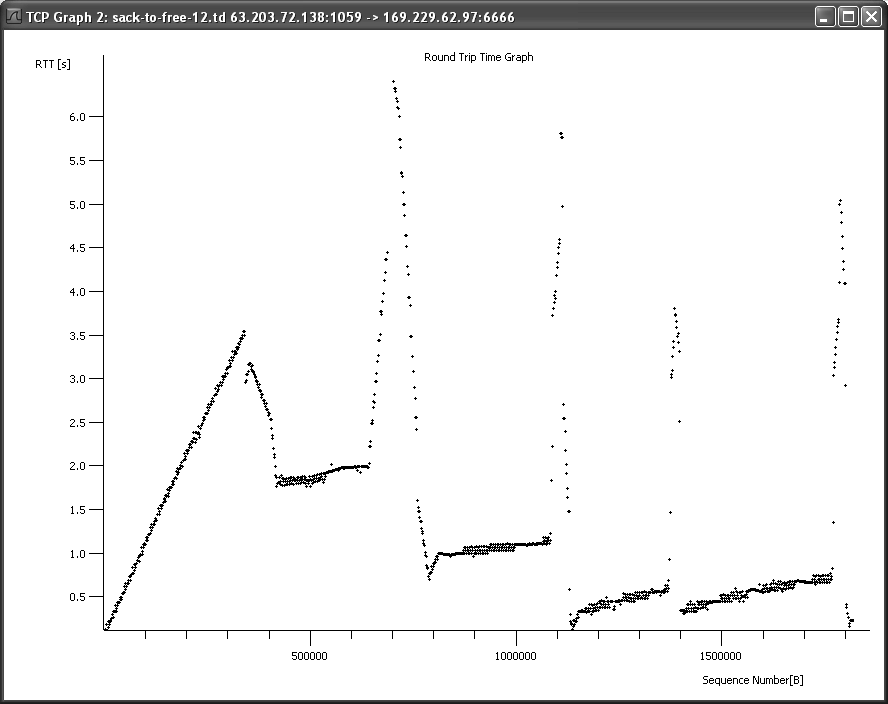 TCP Graph 2: sack-to-free-12.td 63.203.72.138:1059 -> 169.229.62.97:6666
Round Trip Time Graph
RTT [s]
6.0
5.5
5.0
4.5
4.0
3.5
3.0
2.5
2.0
1.5
1.0
0.5
500000 1000000 1500000
Sequence Number[B]